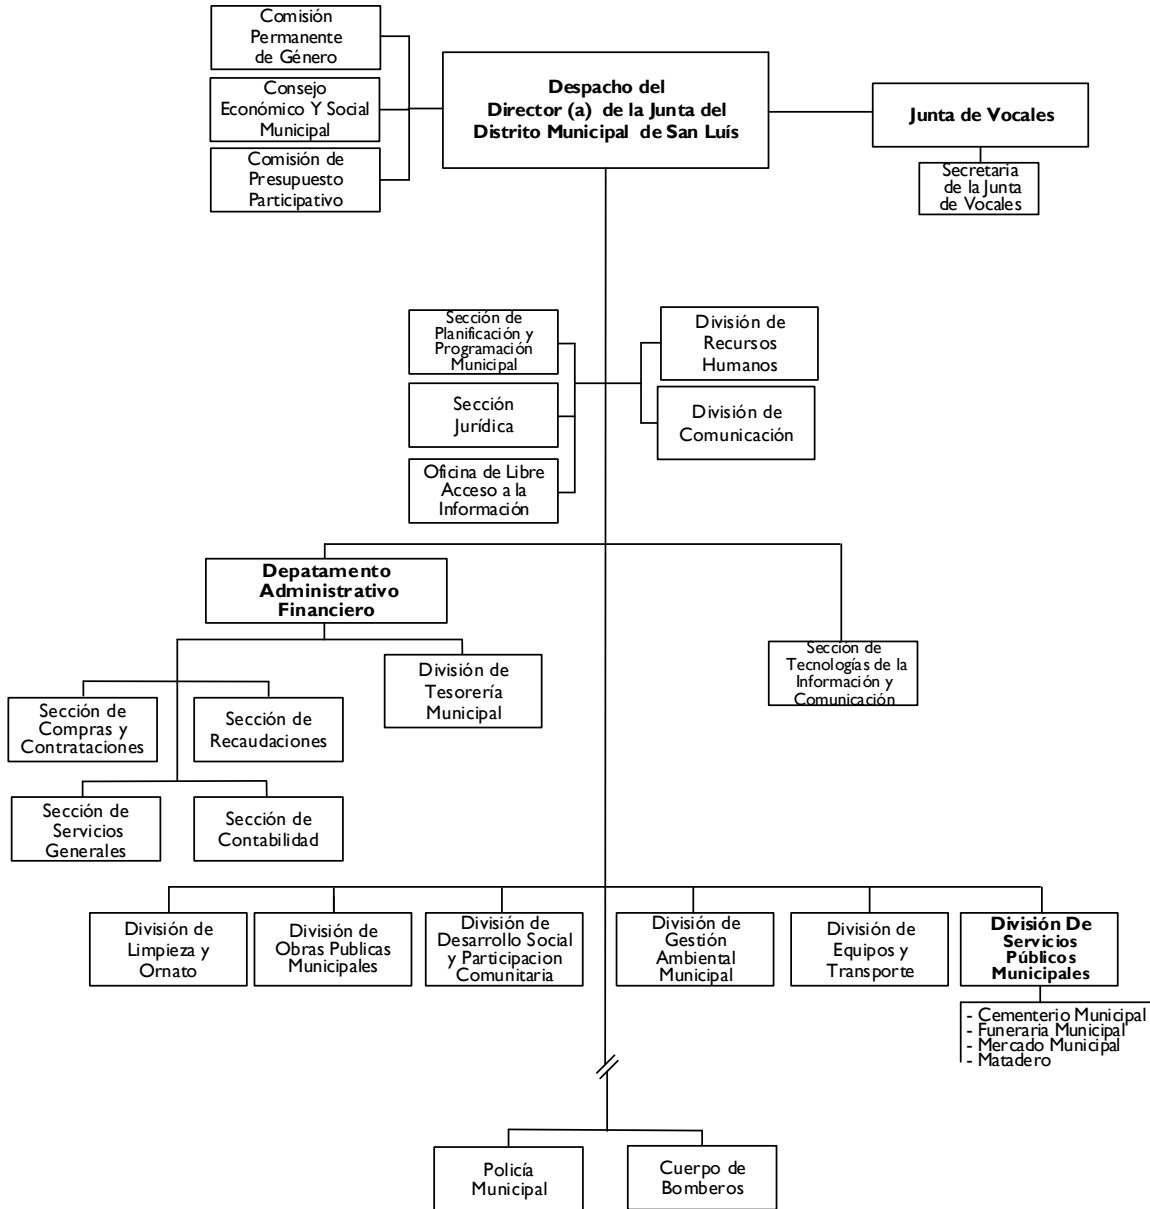 Comisión
Permanente
de Género
Consejo
Económico Y Social
Municipal
Comisión de
Presupuesto
Participativo
Despacho del
Director (a) de la Junta del
Distrito Municipal de San Luís
Junta de Vocales
Secretaria
de la Junta
de Vocales
Sección de
Planificación y
Programación
Municipal
Sección
Jurídica
Oficina de Libre
Acceso a la
Información
División de
Recursos
Humanos
División de
Comunicación
Depatamento
Administrativo
Financiero
Sección de
Tecnologías de la
Información y
Comunicación
División de
Tesorería
Municipal
Sección de
Compras y
Contrataciones
Sección de
Recaudaciones
Sección de
Servicios
Generales
Sección de
Contabilidad
División de
Limpieza y
Ornato
División de
Obras Publicas
Municipales
División de
Desarrollo Social
y Participacion
Comunitaria
División de
Gestión
Ambiental
Municipal
División de
Equipos y
Transporte
División De
Servicios
Públicos
Municipales
- Cementerio Municipal
- Funeraria Municipal
- Mercado Municipal
- Matadero
Policía
Municipal
Cuerpo de
Bomberos